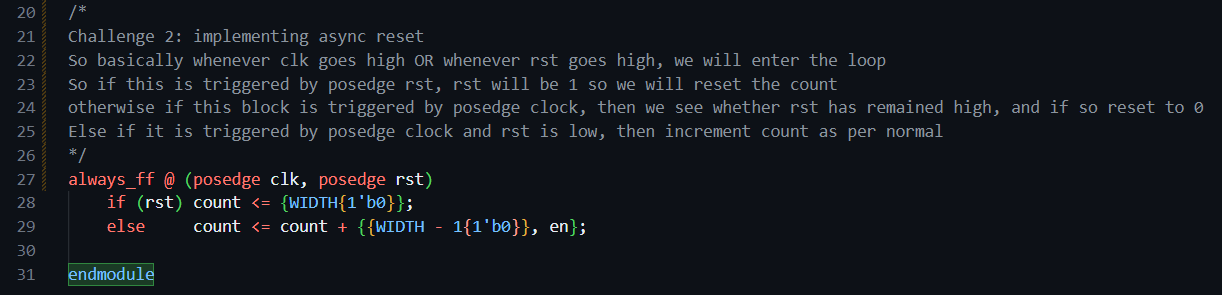 20 /*
21 Challenge 2: implementing async reset
22 So basically whenever clk goes high OR whenever rst goes high, we will enter the loop
23 So if this is triggered by posedge rst, rst will be 1 so we will reset the count
24 otherwise if this block is triggered by posedge clock, then we see whether rst has remained high, and if so reset to 0
25 Else if it is triggered by posedge clock and rst is low, then increment count as per normal
26 */
27 always_ff @ (posedge clk, posedge rst)
28     if (rst) count <= {WIDTH{1'b0}};
29     else     count <= count + {{WIDTH - 1{1'b0}}, en};
30
31 endmodule